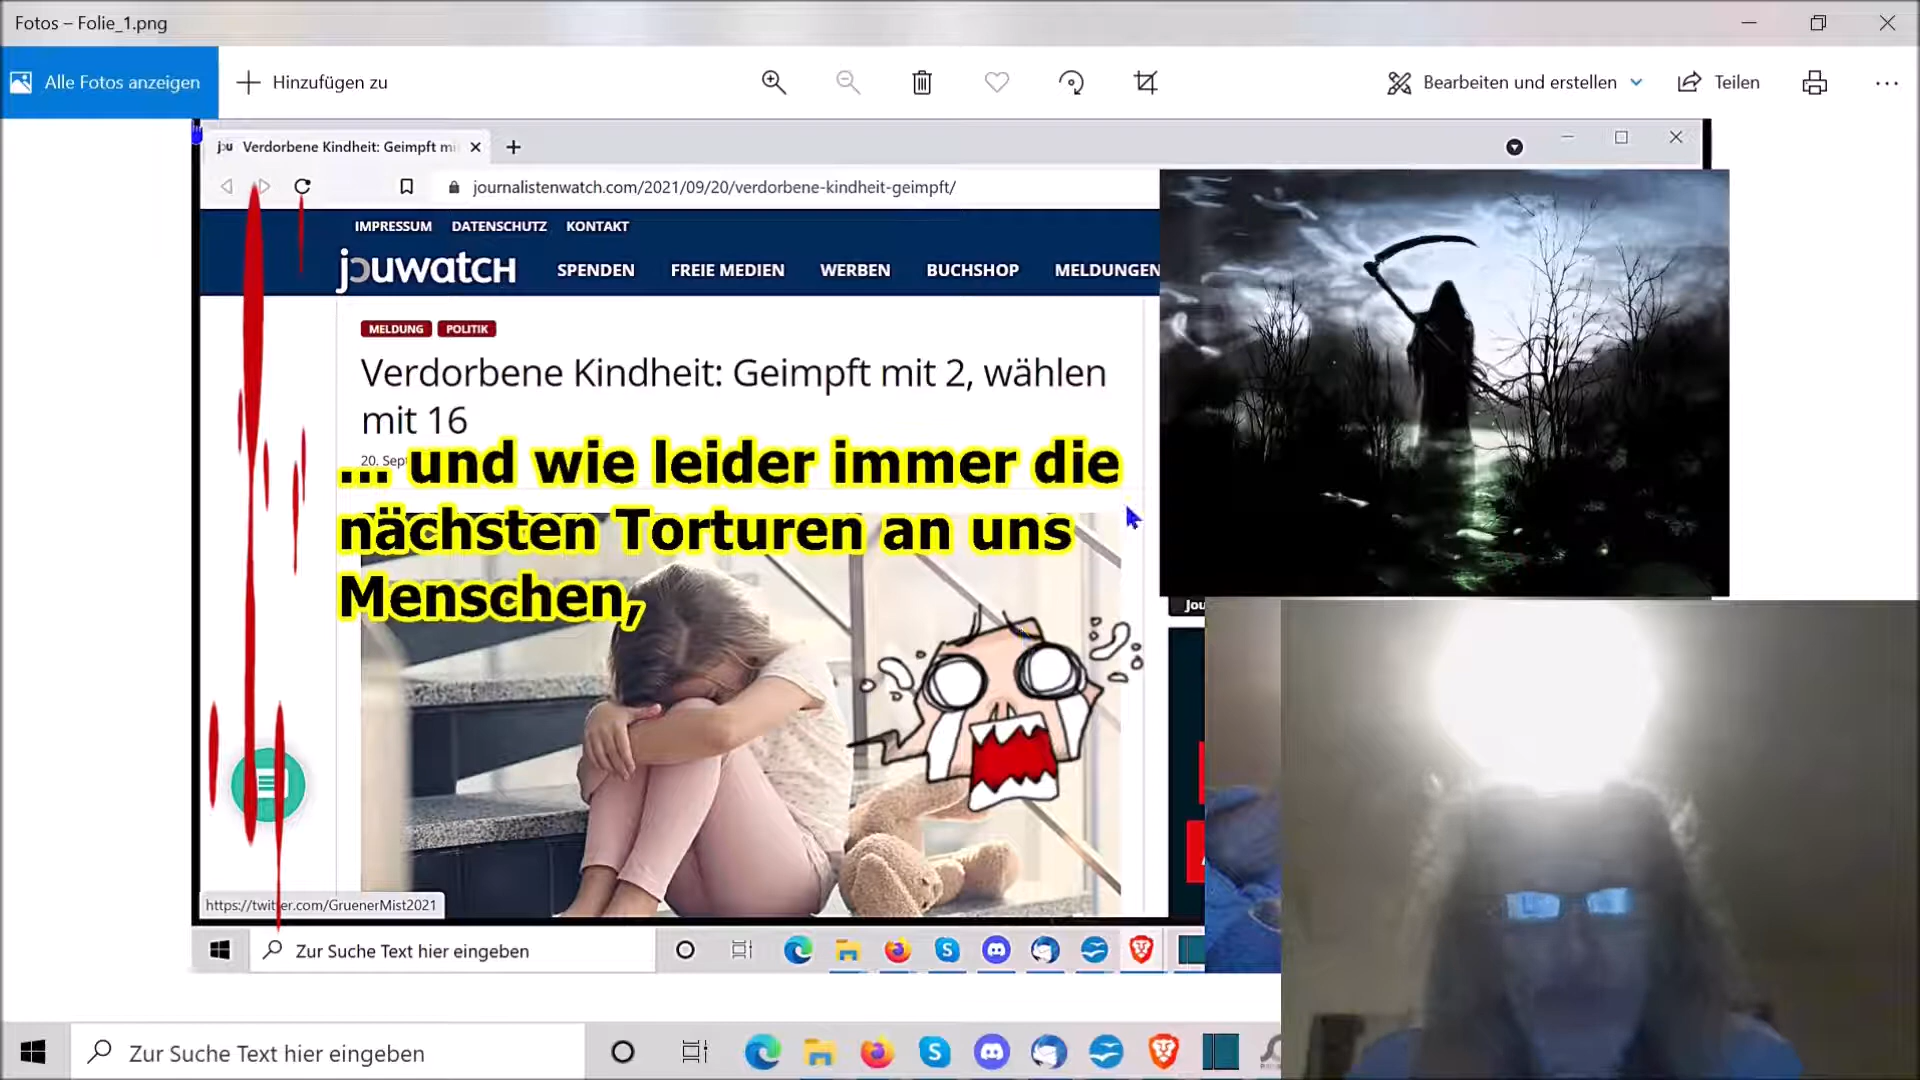 Fotos – Folie_1.png
Alle Fotos anzeigen
Hinzufügen zu
Bearbeiten und erstellen
Teilen
Verdorbene Kindheit: Geimpft mi
journalistenwatch.com/2021/09/20/verdorbene-kindheit-geimpft/
IMPRESSUM DATENSCHUTZ KONTAKT
jouwatch
SPENDEN FREIE MEDIEN WERBEN BUCHSHOP MELDUNGEN
MELDUNG POLITIK
Verdorbene Kindheit: Geimpft mit 2, wählen
mit 16
20. Sep
... und wie leider immer die
nächsten Torturen an uns
Menschen,
Jou
https://twitter.com/GruenerMist2021
Zur Suche Text hier eingeben
Zur Suche Text hier eingeben